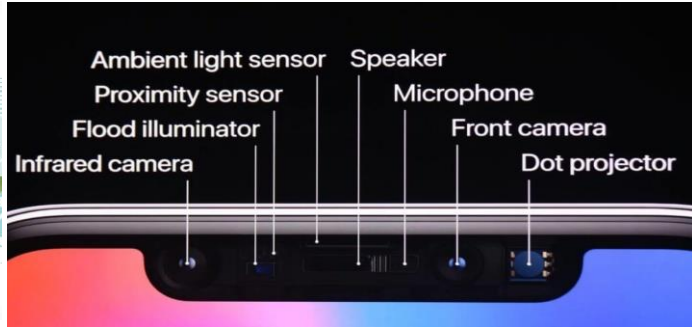 Ambient light sensor
Speaker
Proximity sensor
Microphone
Flood illuminator
Front camera
Infrared camera
Dot projector